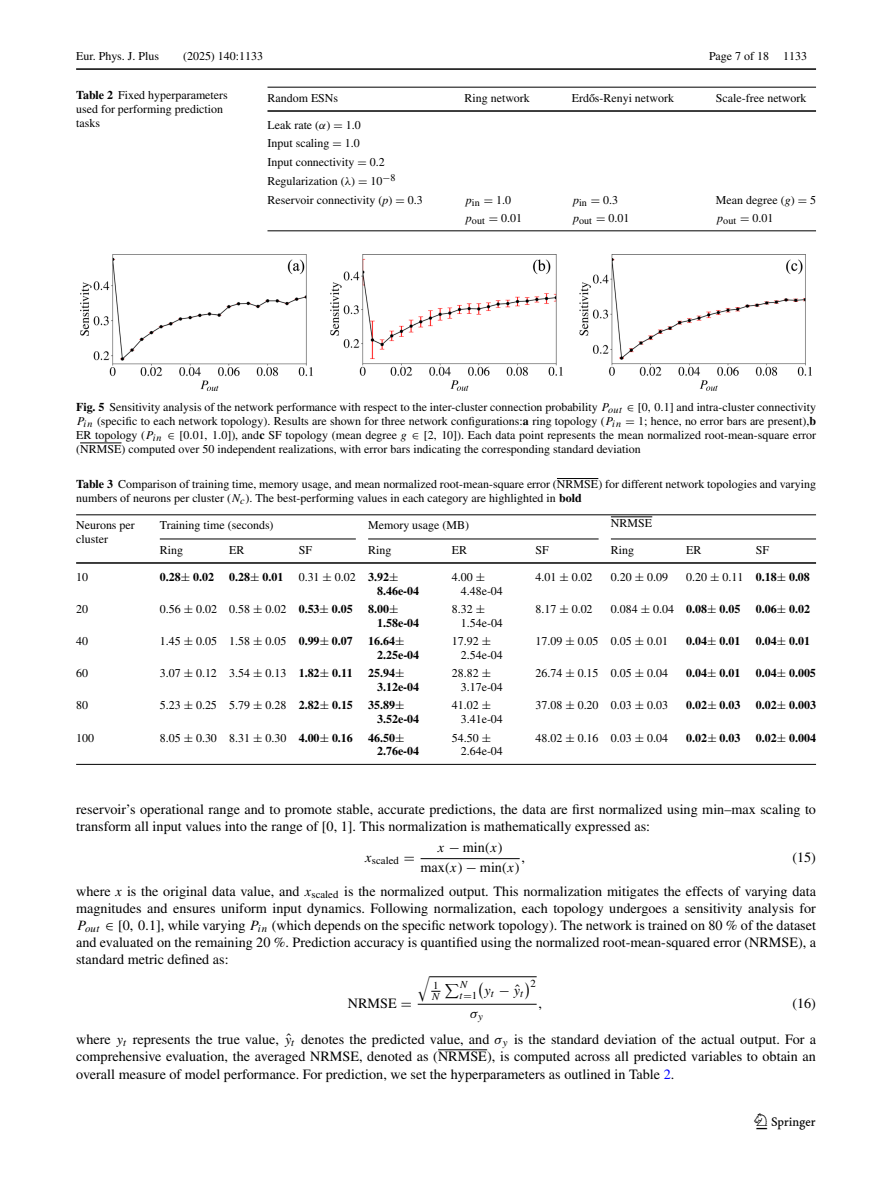 Eur. Phys. J. Plus (2025) 140:1133 Page 7 of 18 1133
Table 2 Fixed hyperparameters
used for performing prediction
tasks
Random ESNs Ring network Erdős-Renyi network Scale-free network
Leak rate (α) = 1.0
Input scaling = 1.0
Input connectivity = 0.2
Regularization (λ) = 10⁻⁸
Reservoir connectivity (p) = 0.3 p_in = 1.0 p_in = 0.3 Mean degree (g) = 5
p_out = 0.01 p_out = 0.01 p_out = 0.01
(a)
Sensitivity
0.4
0.3
0.2
0 0.02 0.04 0.06 0.08 0.1
P_out
(b)
Sensitivity
0.4
0.3
0.2
0 0.02 0.04 0.06 0.08 0.1
P_out
(c)
Sensitivity
0.4
0.3
0.2
0 0.02 0.04 0.06 0.08 0.1
P_out
Fig. 5 Sensitivity analysis of the network performance with respect to the inter-cluster connection probability P_out ∈ [0, 0.1] and intra-cluster connectivity
P_in (specific to each network topology). Results are shown for three network configurations:a ring topology (P_in = 1; hence, no error bars are present),b
ER topology (P_in ∈ [0.01, 1.0]), andc SF topology (mean degree g ∈ [2, 10]). Each data point represents the mean normalized root-mean-square error
(NRMSE) computed over 50 independent realizations, with error bars indicating the corresponding standard deviation
Table 3 Comparison of training time, memory usage, and mean normalized root-mean-square error (NRMSE) for different network topologies and varying
numbers of neurons per cluster (N_c). The best-performing values in each category are highlighted in bold
Neurons per Training time (seconds) Memory usage (MB) NRMSE
cluster
Ring ER SF Ring ER SF Ring ER SF
10 0.28± 0.02 0.28± 0.01 0.31 ± 0.02 3.92± 4.00 ± 4.01 ± 0.02 0.20 ± 0.09 0.20 ± 0.11 0.18± 0.08
8.46e-04 4.48e-04
20 0.56 ± 0.02 0.58 ± 0.02 0.53± 0.05 8.00± 8.32 ± 8.17 ± 0.02 0.084 ± 0.04 0.08± 0.05 0.06± 0.02
1.58e-04 1.54e-04
40 1.45 ± 0.05 1.58 ± 0.05 0.99± 0.07 16.64± 17.92 ± 17.09 ± 0.05 0.05 ± 0.01 0.04± 0.01 0.04± 0.01
2.25e-04 2.54e-04
60 3.07 ± 0.12 3.54 ± 0.13 1.82± 0.11 25.94± 28.82 ± 26.74 ± 0.15 0.05 ± 0.04 0.04± 0.01 0.04± 0.005
3.12e-04 3.17e-04
80 5.23 ± 0.25 5.79 ± 0.28 2.82± 0.15 35.89± 41.02 ± 37.08 ± 0.20 0.03 ± 0.03 0.02± 0.03 0.02± 0.003
3.52e-04 3.41e-04
100 8.05 ± 0.30 8.31 ± 0.30 4.00± 0.16 46.50± 54.50 ± 48.02 ± 0.16 0.03 ± 0.04 0.02± 0.03 0.02± 0.004
2.76e-04 2.64e-04
reservoir's operational range and to promote stable, accurate predictions, the data are first normalized using min–max scaling to
transform all input values into the range of [0, 1]. This normalization is mathematically expressed as:
x_scaled = (x − min(x)) / (max(x) − min(x)), (15)
where x is the original data value, and x_scaled is the normalized output. This normalization mitigates the effects of varying data
magnitudes and ensures uniform input dynamics. Following normalization, each topology undergoes a sensitivity analysis for
P_out ∈ [0, 0.1], while varying P_in (which depends on the specific network topology). The network is trained on 80 % of the dataset
and evaluated on the remaining 20 %. Prediction accuracy is quantified using the normalized root-mean-squared error (NRMSE), a
standard metric defined as:
NRMSE = √(1/N ∑_{t=1}^{N} (y_t − ŷ_t)²) / σ_y, (16)
where y_t represents the true value, ŷ_t denotes the predicted value, and σ_y is the standard deviation of the actual output. For a
comprehensive evaluation, the averaged NRMSE, denoted as (NRMSE), is computed across all predicted variables to obtain an
overall measure of model performance. For prediction, we set the hyperparameters as outlined in Table 2.
Springer